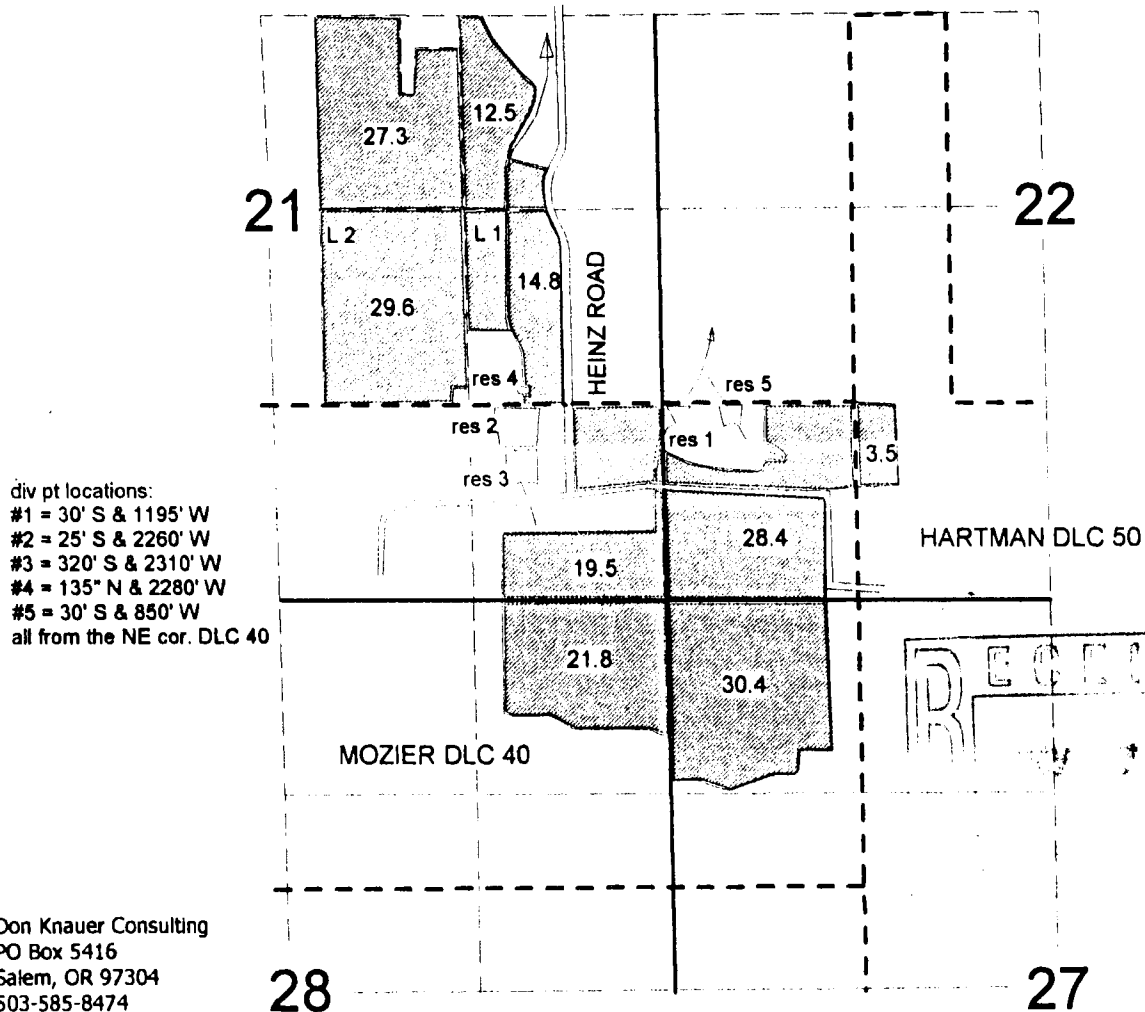 12.5
27.3
21
22
L 2
L 1
14.8
29.6
HEINZ ROAD
res 4
res 5
res 2
res 1
3.5
res 3
div pt locations:
#1 = 30' S & 1195' W
#2 = 25' S & 2260' W
#3 = 320' S & 2310' W
#4 = 135" N & 2280' W
#5 = 30' S & 850' W
all from the NE cor. DLC 40
28.4
HARTMAN DLC 50
19.5
21.8
30.4
MOZIER DLC 40
Don Knauer Consulting
PO Box 5416
Salem, OR 97304
503-585-8474
28
27